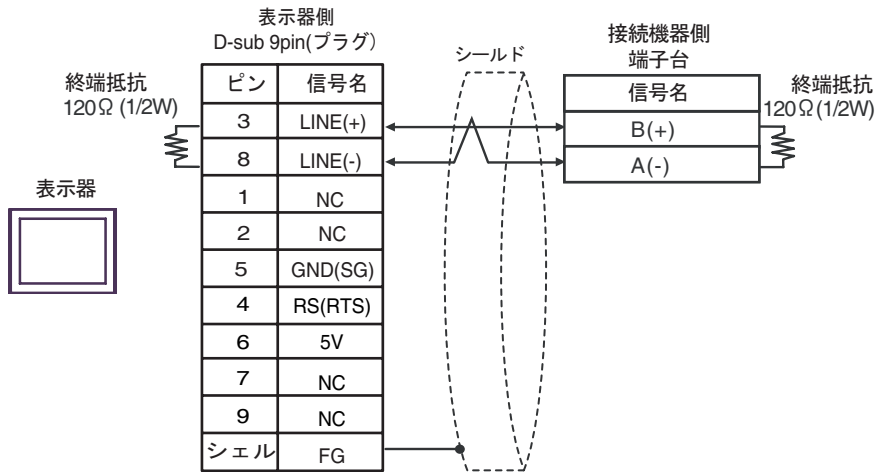 表示器側
D-sub 9pin(プラグ)
シールド
接続機器側
端子台
終端抵抗
120Ω(1/2W)
ピン 信号名
3 LINE(+)
8 LINE(-)
1 NC
2 NC
5 GND(SG)
4 RS(RTS)
6 5V
7 NC
9 NC
シェル FG
表示器
信号名
B(+)
A(-)
終端抵抗
120Ω(1/2W)